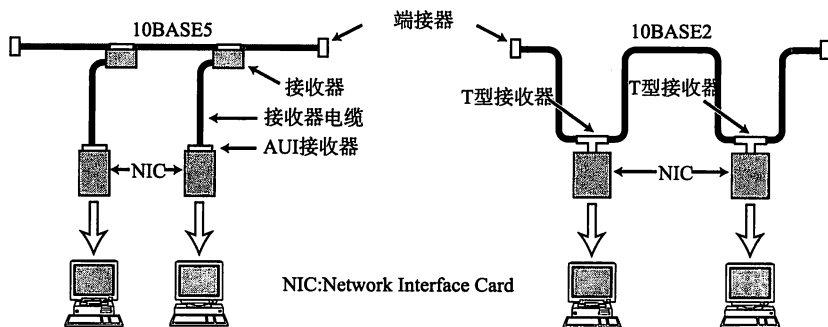 10BASE5
端接器
10BASE2
接收器
接收器电缆
AUI接收器
NIC
T型接收器
T型接收器
NIC
NIC:Network Interface Card